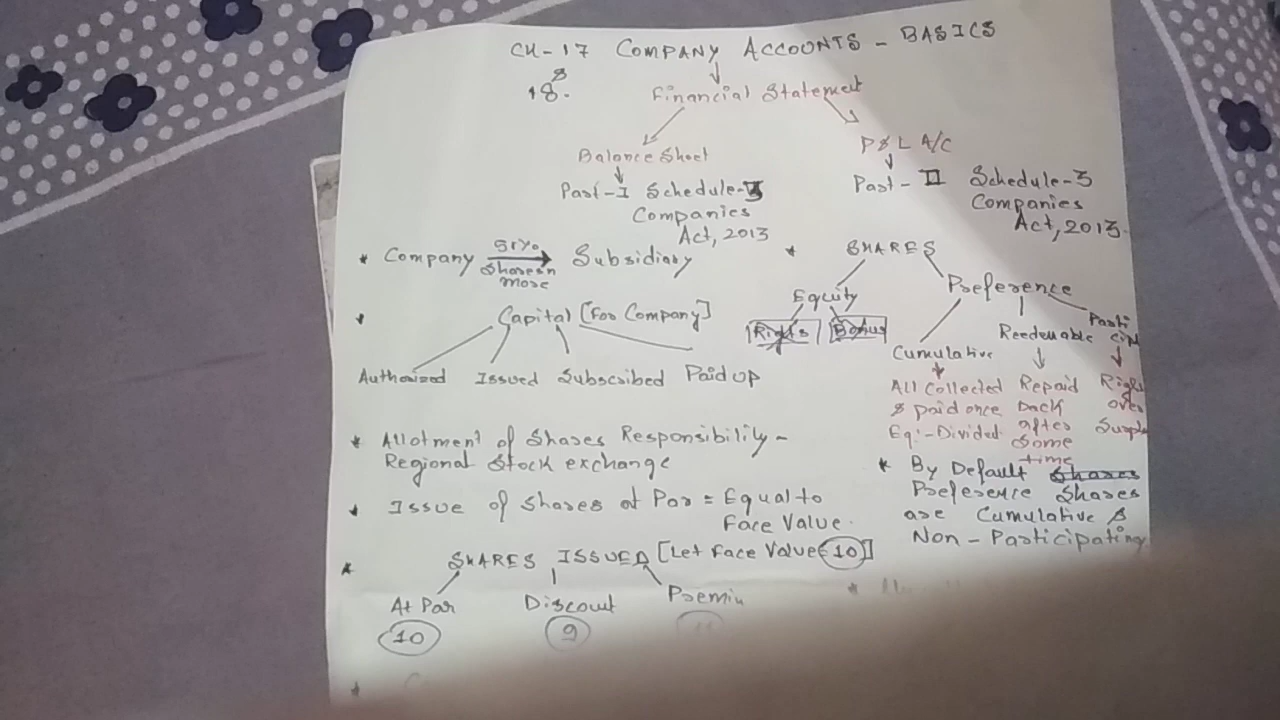 CH-17 COMPANY ACCOUNTS - BASICS
18.
Financial Statement
Balance Sheet
P & L A/C
Part-I Schedule-3
Companies
Act, 2013
Part-II Schedule-3
Companies
Act, 2013.
* Company 51% Shares more Subsidiary
* Capital [For Company]
Authorized Issued Subscribed Paid up
* Allotment of Shares Responsibility -
Regional Stock exchange
* Issue of shares at Par = Equal to
Face Value.
* SHARES ISSUED [Let Face Value = 10]
At Par Discount
10 9
* SHARES
Equity Preference
Rights Bonus
Cumulative Reedemable
All Collected
& paid once
Eg:- Divided
Repaid
back
after
Some
time
* By Default Shares
Preference Shares
are Cumulative &
Non-Participating